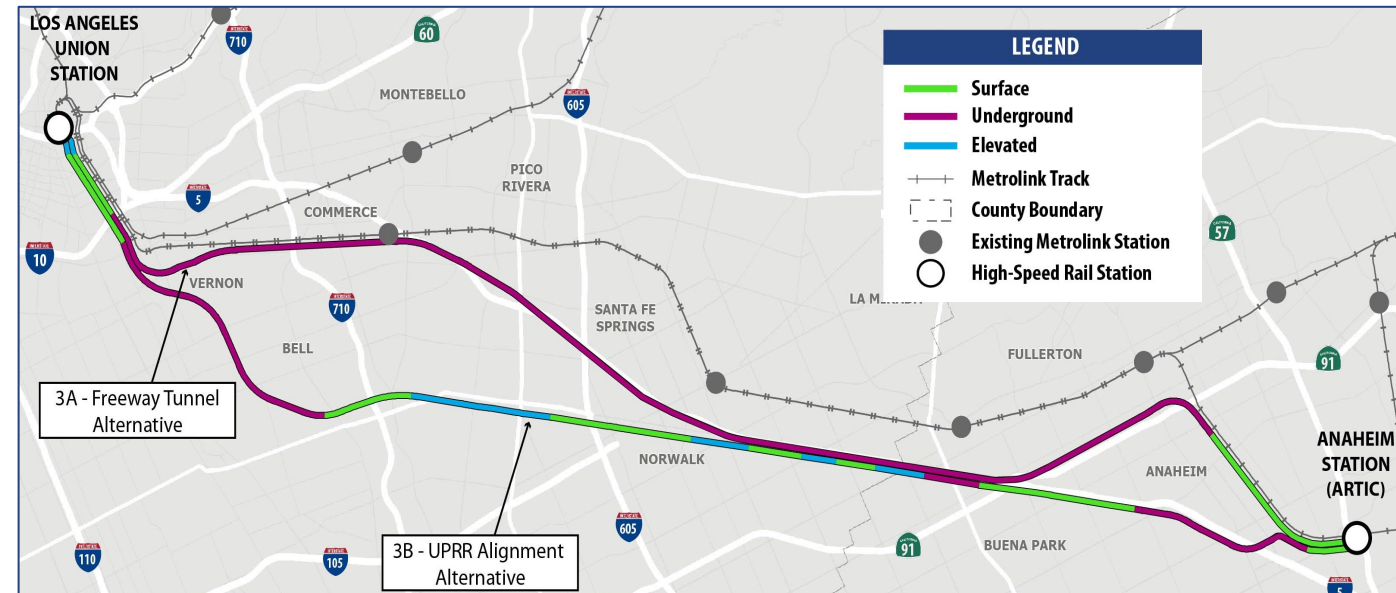 LOS ANGELES
UNION
STATION
710
CALIFORNIA
60
MONTEBELLO
605
5
PICO
RIVERA
COMMERCE
10
VERNON
710
BELL
SANTA FE
SPRINGS
3A - Freeway Tunnel
Alternative
NORWALK
3B - UPRR Alignment
Alternative
110
105
605
91
LEGEND
Surface
Underground
Elevated
Metrolink Track
County Boundary
Existing Metrolink Station
High-Speed Rail Station
57
FULLERTON
91
ANAHEIM
STATION
(ARTIC)
ANAHEIM
BUENA PARK
5